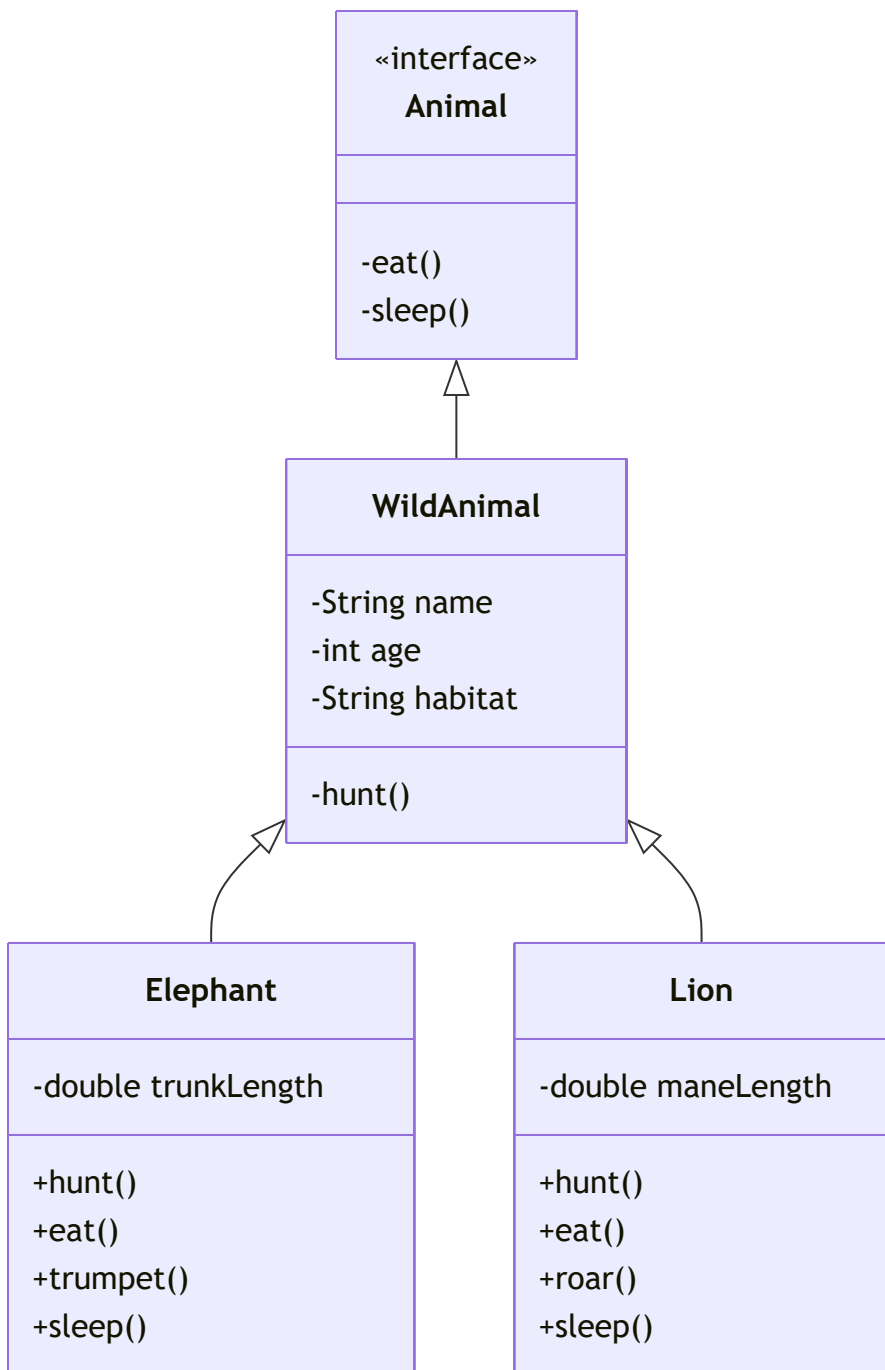 «interface»
Animal
-eat()
-sleep()
WildAnimal
-String name
-int age
-String habitat
-hunt()
Elephant
-double trunkLength
+hunt()
+eat()
+trumpet()
+sleep()
Lion
-double maneLength
+hunt()
+eat()
+roar()
+sleep()